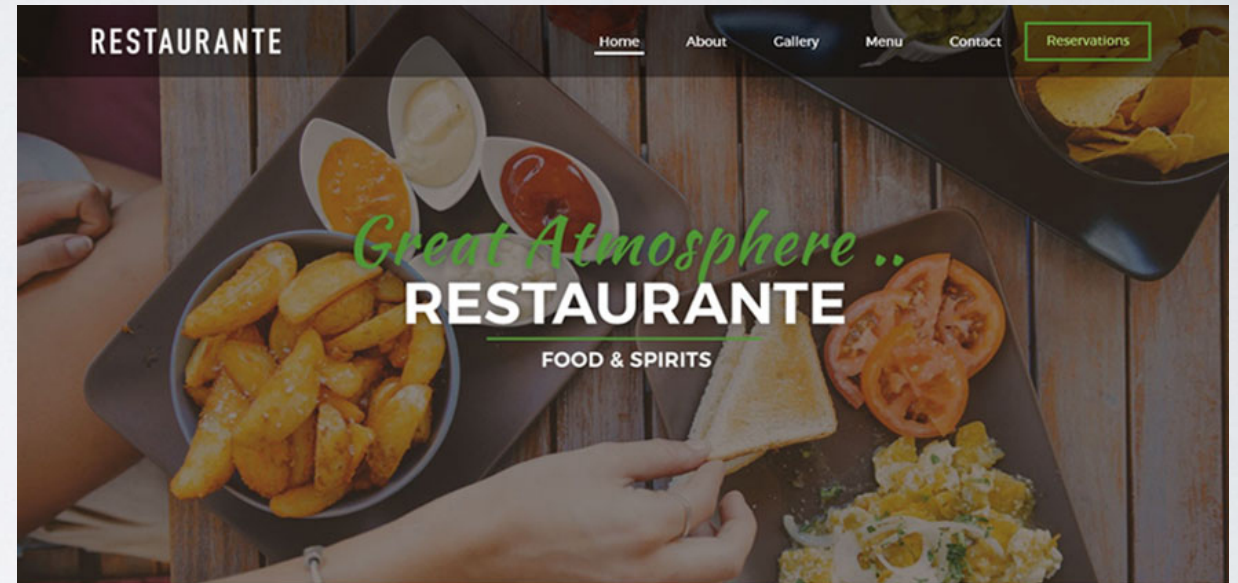 RESTAURANTE
Home About Gallery Menu Contact Reservations
Great Atmosphere ..
RESTAURANTE
FOOD & SPIRITS